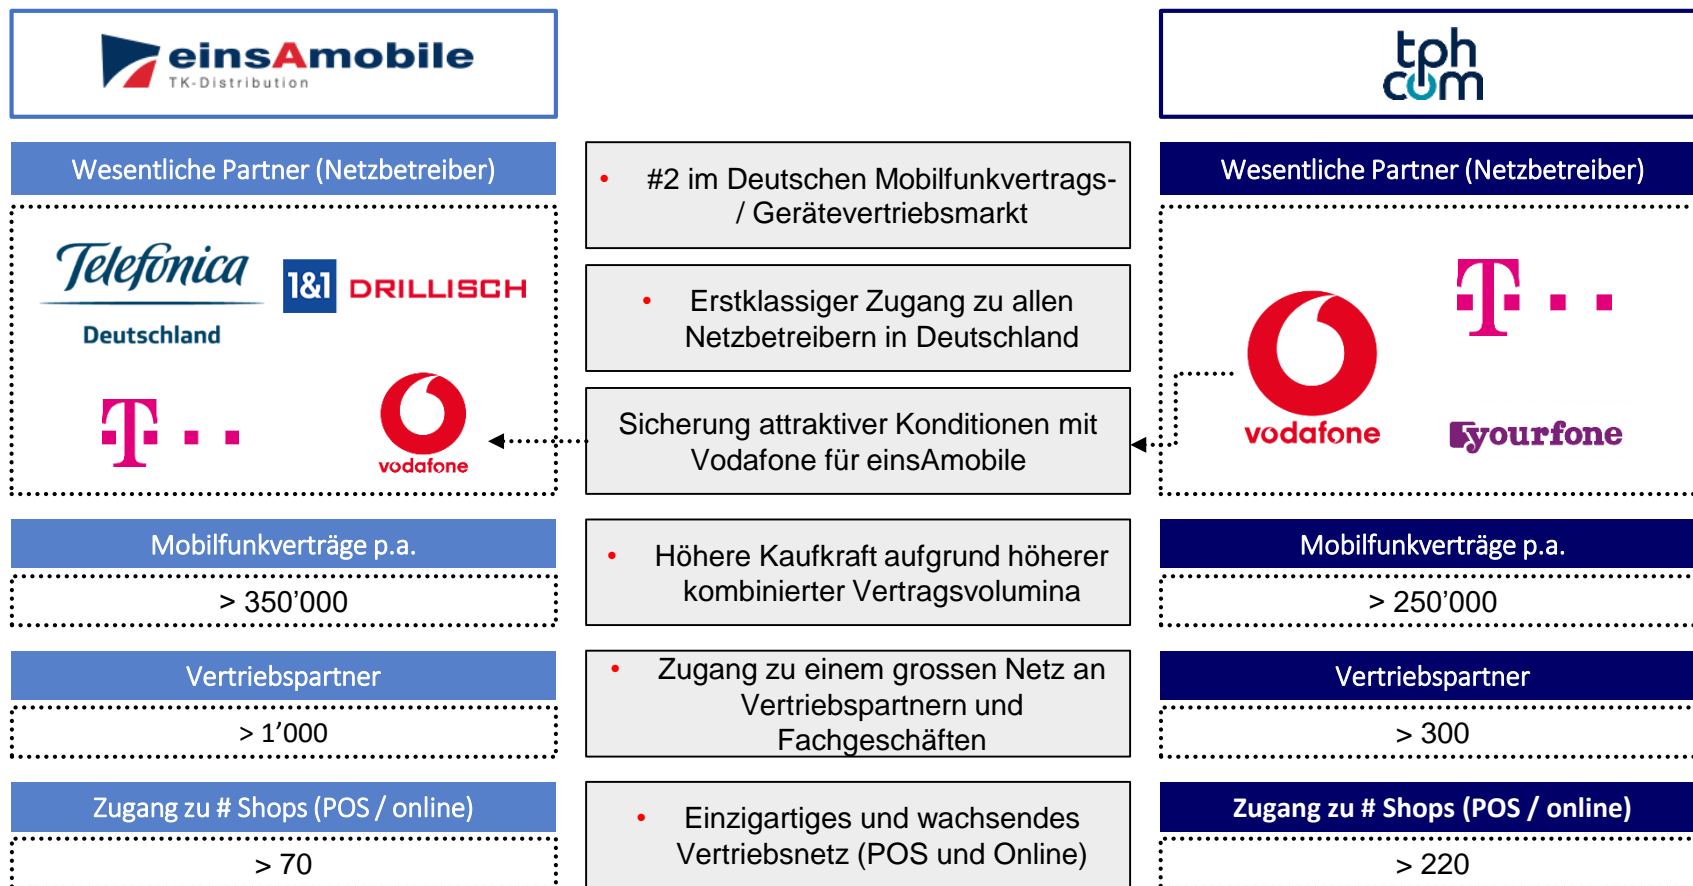 einsAmobile
TK-Distribution
tph
com
Wesentliche Partner (Netzbetreiber)
Telefónica
Deutschland
1&1 DRILLISCH
T
vodafone
• #2 im Deutschen Mobilfunkvertrags-
/ Gerätevertriebsmarkt
• Erstklassiger Zugang zu allen
Netzbetreibern in Deutschland
Sicherung attraktiver Konditionen mit
Vodafone für einsAmobile
Wesentliche Partner (Netzbetreiber)
T
vodafone
yourfone
Mobilfunkverträge p.a.
> 350’000
• Höhere Kaufkraft aufgrund höherer
kombinierter Vertragsvolumina
Mobilfunkverträge p.a.
> 250’000
Vertriebspartner
> 1’000
• Zugang zu einem grossen Netz an
Vertriebspartnern und
Fachgeschäften
Vertriebspartner
> 300
Zugang zu # Shops (POS / online)
> 70
• Einzigartiges und wachsendes
Vertriebsnetz (POS und Online)
Zugang zu # Shops (POS / online)
> 220